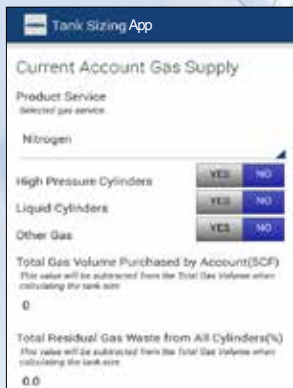 Tank Sizing App
Current Account Gas Supply
Product Service
Selected gas service
Nitrogen
High Pressure Cylinders YES NO
Liquid Cylinders YES NO
Other Gas YES NO
Total Gas Volume Purchased by Account(SCF)
This value will be subtracted from the Total Gas Volume when
calculating the tank size
0
Total Residual Gas Waste from All Cylinders(%)
This value will be subtracted from the Total Gas Volume when
calculating the tank size
0.0